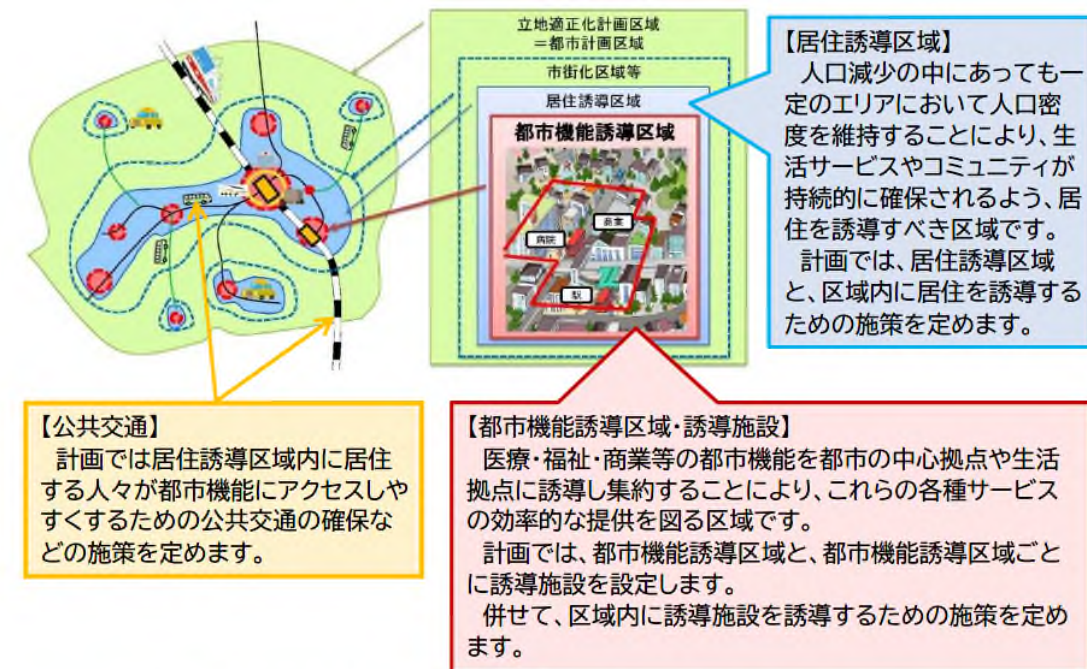 立地適正化計画区域
＝都市計画区域
市街化区域等
居住誘導区域
都市機能誘導区域
商業
病院
駅
【居住誘導区域】
人口減少の中にあっても一
定のエリアにおいて人口密
度を維持することにより、生
活サービスやコミュニティが
持続的に確保されるよう、居
住を誘導すべき区域です。
計画では、居住誘導区域
と、区域内に居住を誘導する
ための施策を定めます。
【公共交通】
計画では居住誘導区域内に居住
する人々が都市機能にアクセスしや
すくするための公共交通の確保な
どの施策を定めます。
【都市機能誘導区域・誘導施設】
医療・福祉・商業等の都市機能を都市の中心拠点や生活
拠点に誘導し集約することにより、これらの各種サービス
の効率的な提供を図る区域です。
計画では、都市機能誘導区域と、都市機能誘導区域ごと
に誘導施設を設定します。
併せて、区域内に誘導施設を誘導するための施策を定め
ます。